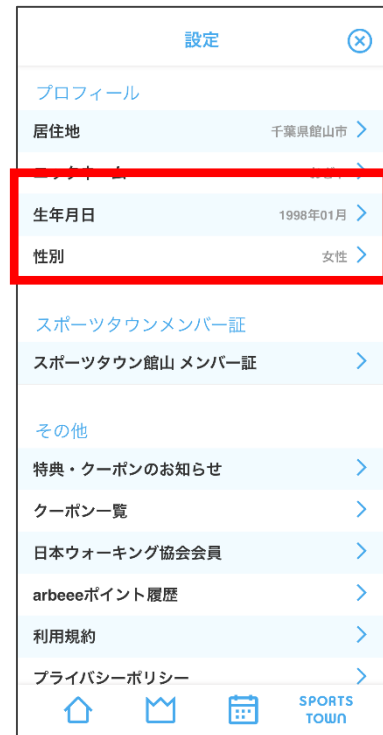 設定
プロフィール
居住地 千葉県館山市
生年月日 1998年01月
性別 女性
スポーツタウンメンバー証
スポーツタウン館山 メンバー証
その他
特典・クーポンのお知らせ
クーポン一覧
日本ウォーキング協会会員
arbeeeポイント履歴
利用規約
プライバシーポリシー
SPORTS
TOWN